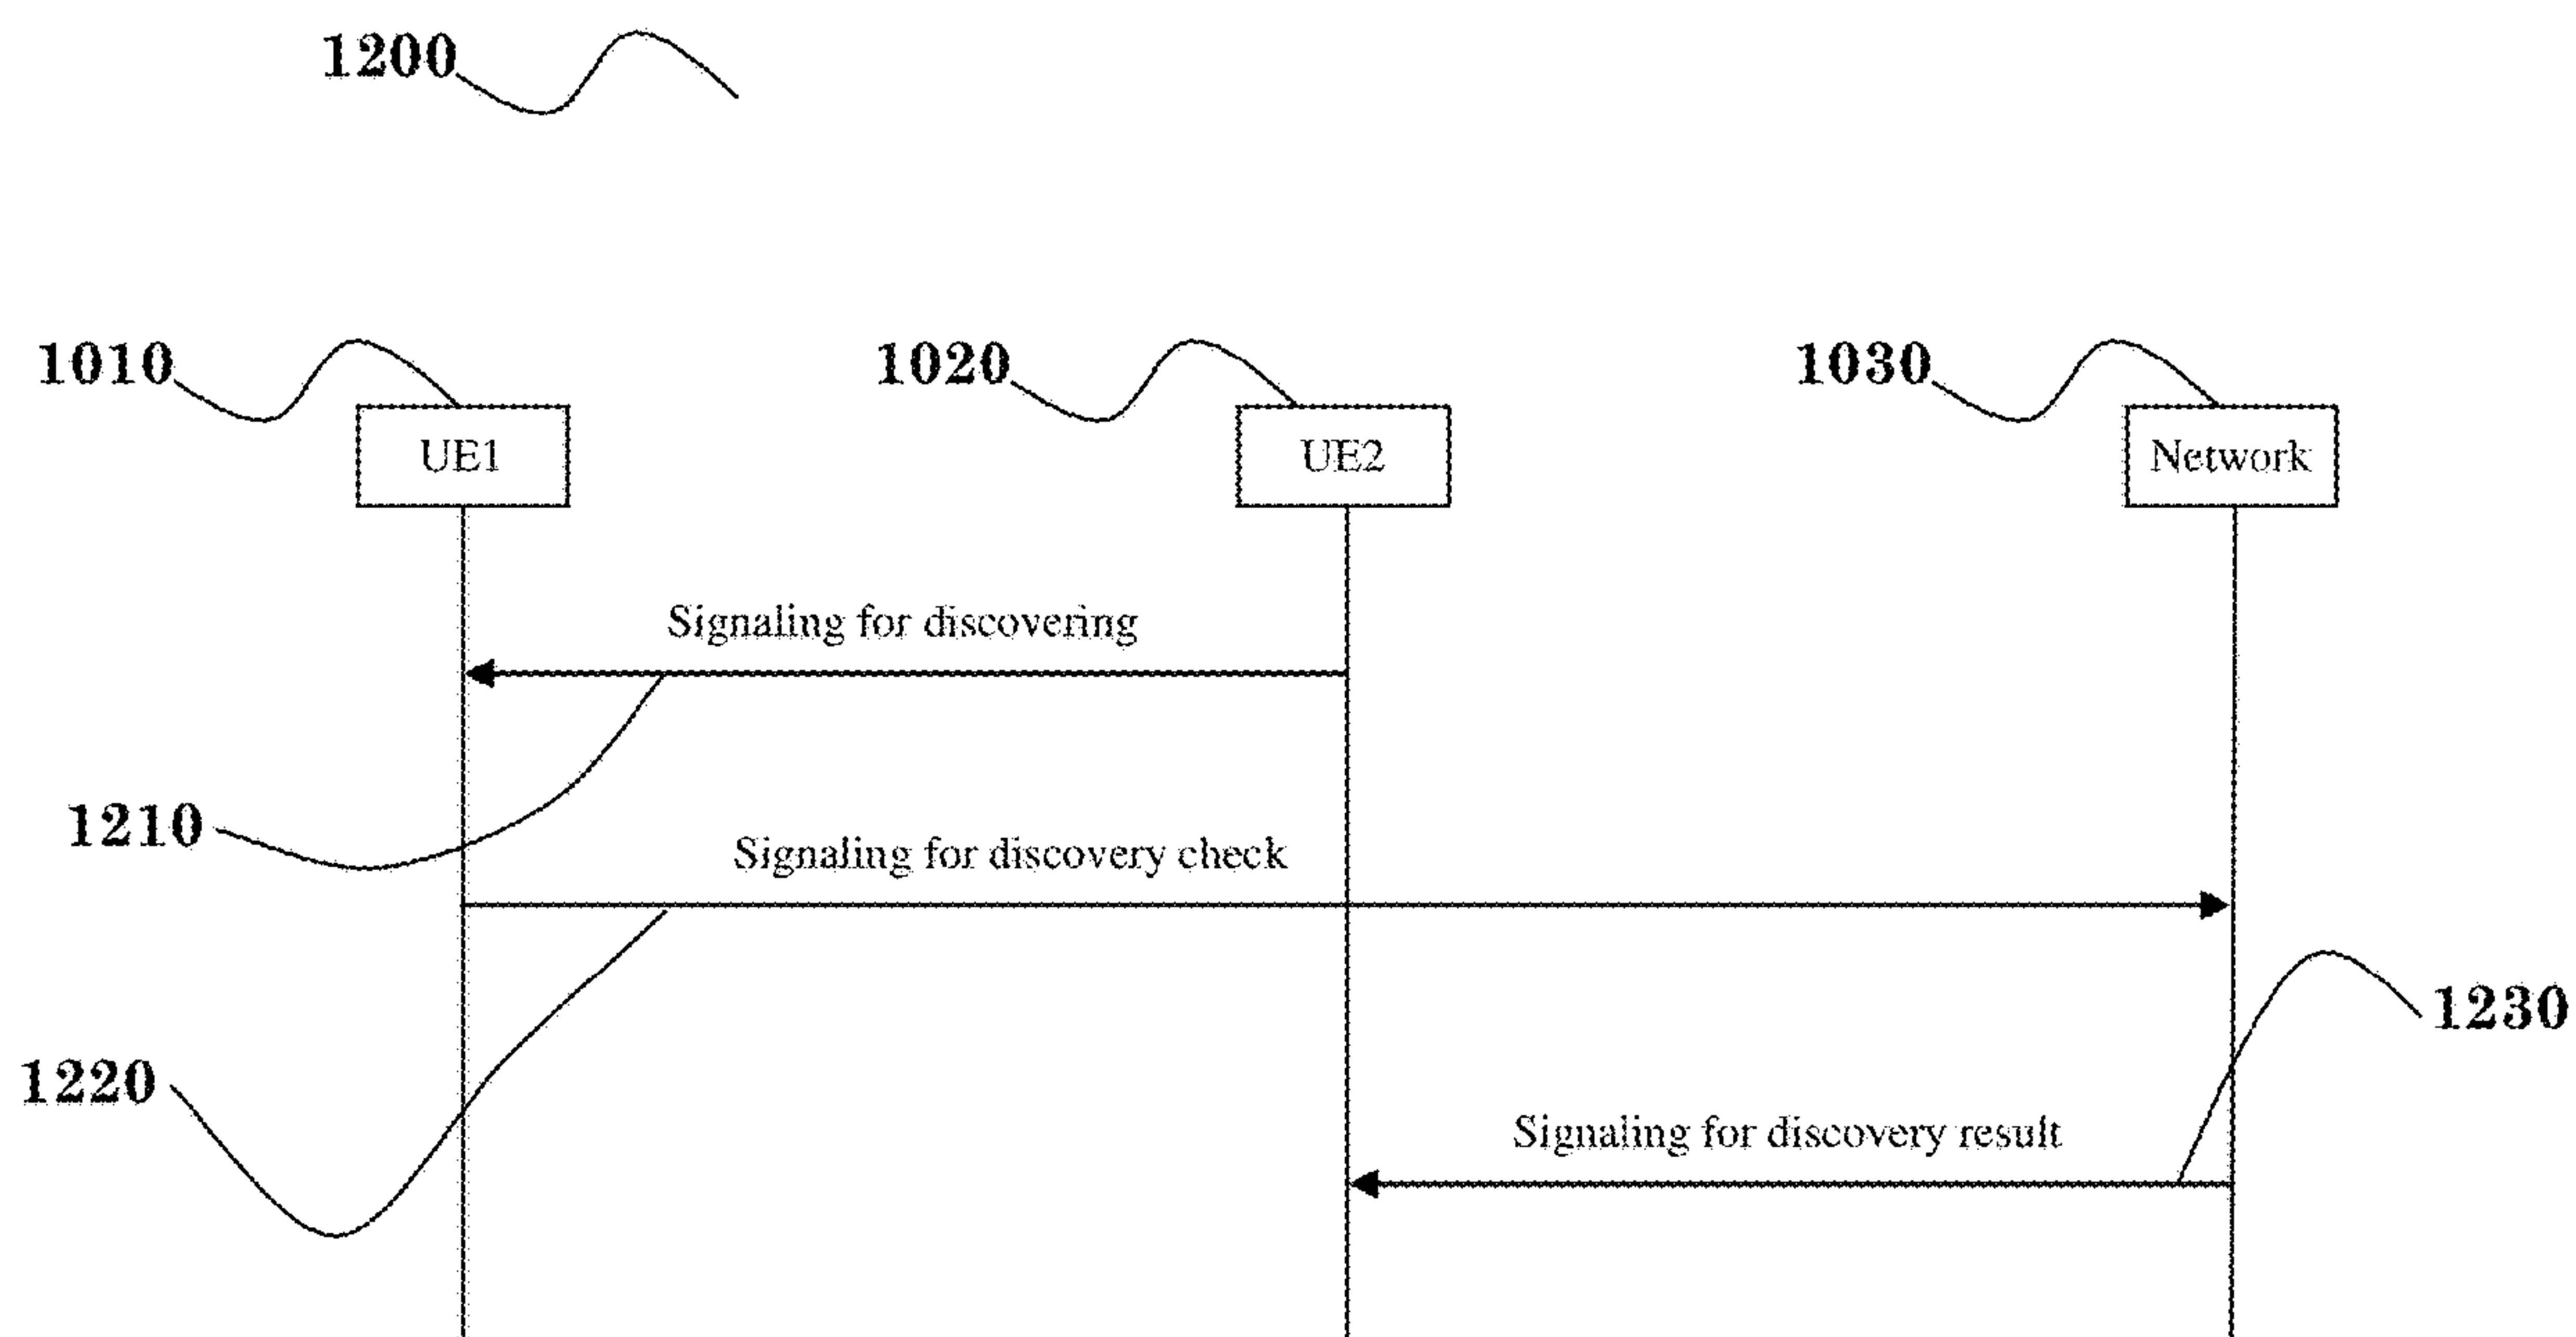 1200
1010
1020
1030
UE1
UE2
Network
Signaling for discovering
1210
Signaling for discovery check
1230
1220
Signaling for discovery result